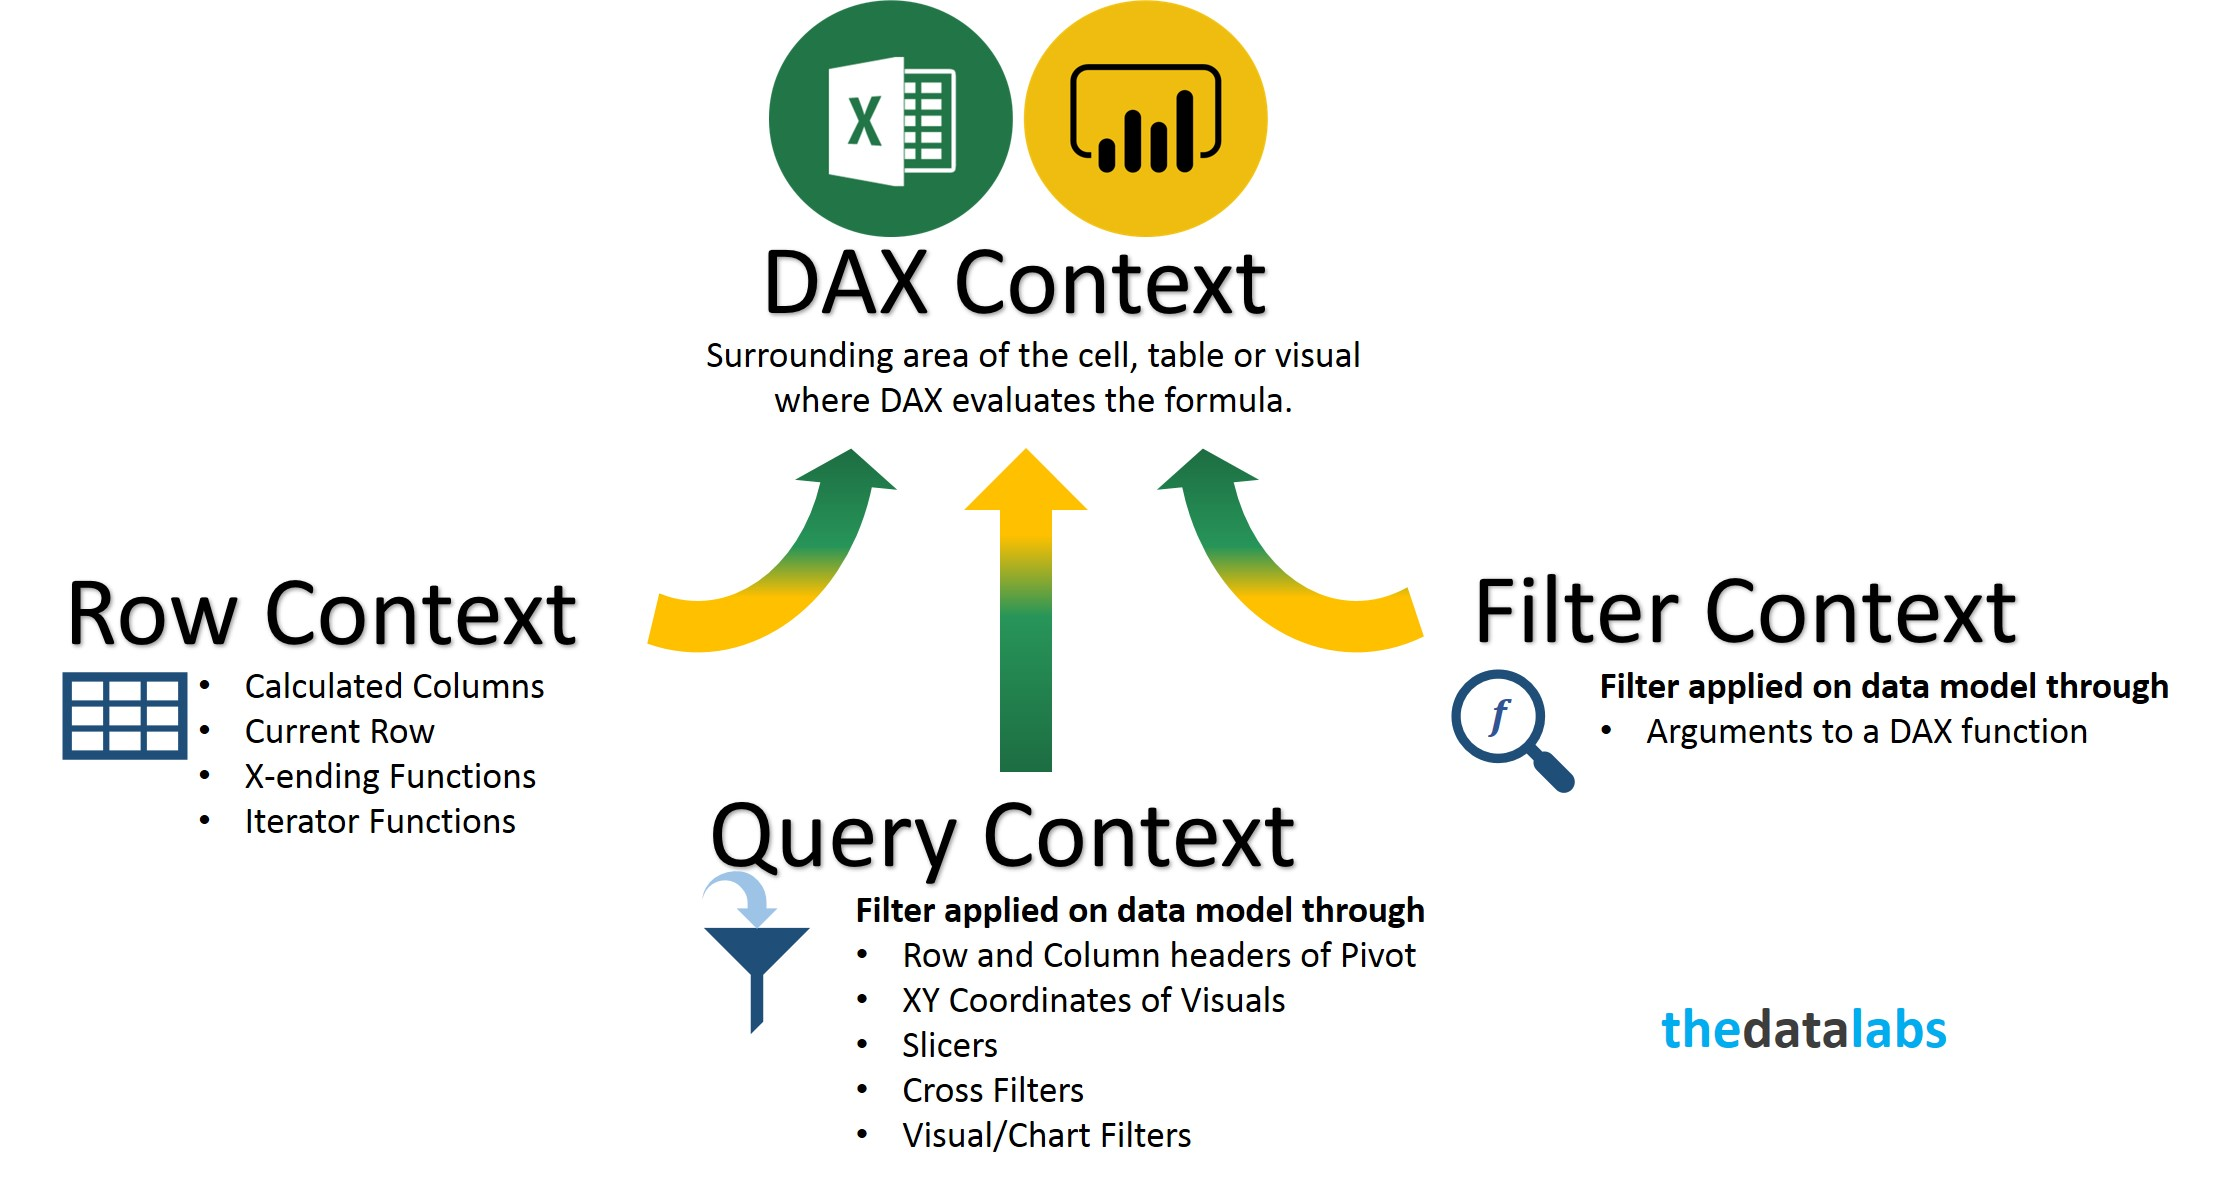 X
DAX Context
Surrounding area of the cell, table or visual
where DAX evaluates the formula.
Row Context
• Calculated Columns
• Current Row
• X-ending Functions
• Iterator Functions
Query Context
Filter applied on data model through
• Row and Column headers of Pivot
• XY Coordinates of Visuals
• Slicers
• Cross Filters
• Visual/Chart Filters
Filter Context
f
Filter applied on data model through
• Arguments to a DAX function
thedatalabs